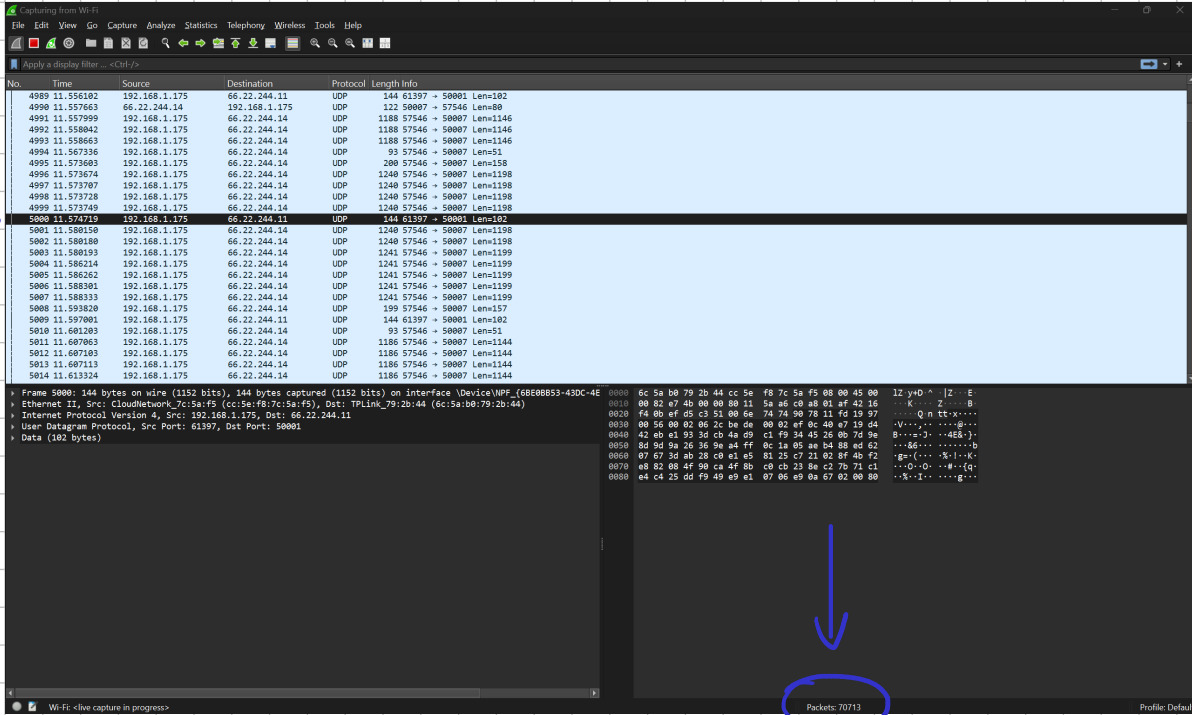 Capturing from Wi-Fi
File Edit View Go Capture Analyze Statistics Telephony Wireless Tools Help
Apply a display filter ... <Ctrl-/>
No. Time Source Destination Protocol Length Info
4989 11.556102 192.168.1.175 66.22.244.11 UDP 144 61397 → 50001 Len=102
4990 11.557663 66.22.244.14 192.168.1.175 UDP 122 50007 → 57546 Len=80
4991 11.557999 192.168.1.175 66.22.244.14 UDP 1188 57546 → 50007 Len=1146
4992 11.558042 192.168.1.175 66.22.244.14 UDP 1188 57546 → 50007 Len=1146
4993 11.558663 192.168.1.175 66.22.244.14 UDP 1188 57546 → 50007 Len=1146
4994 11.567336 192.168.1.175 66.22.244.14 UDP 93 57546 → 50007 Len=51
4995 11.573603 192.168.1.175 66.22.244.14 UDP 200 57546 → 50007 Len=158
4996 11.573674 192.168.1.175 66.22.244.14 UDP 1240 57546 → 50007 Len=1198
4997 11.573707 192.168.1.175 66.22.244.14 UDP 1240 57546 → 50007 Len=1198
4998 11.573728 192.168.1.175 66.22.244.14 UDP 1240 57546 → 50007 Len=1198
4999 11.573749 192.168.1.175 66.22.244.14 UDP 1240 57546 → 50007 Len=1198
5000 11.574719 192.168.1.175 66.22.244.11 UDP 144 61397 → 50001 Len=102
5001 11.580150 192.168.1.175 66.22.244.14 UDP 1240 57546 → 50007 Len=1198
5002 11.580180 192.168.1.175 66.22.244.14 UDP 1240 57546 → 50007 Len=1198
5003 11.580193 192.168.1.175 66.22.244.14 UDP 1241 57546 → 50007 Len=1199
5004 11.586214 192.168.1.175 66.22.244.14 UDP 1241 57546 → 50007 Len=1199
5005 11.586262 192.168.1.175 66.22.244.14 UDP 1241 57546 → 50007 Len=1199
5006 11.588301 192.168.1.175 66.22.244.14 UDP 1241 57546 → 50007 Len=1199
5007 11.588333 192.168.1.175 66.22.244.14 UDP 1241 57546 → 50007 Len=1199
5008 11.593820 192.168.1.175 66.22.244.14 UDP 199 57546 → 50007 Len=157
5009 11.597001 192.168.1.175 66.22.244.11 UDP 144 61397 → 50001 Len=102
5010 11.601203 192.168.1.175 66.22.244.14 UDP 93 57546 → 50007 Len=51
5011 11.607063 192.168.1.175 66.22.244.14 UDP 1186 57546 → 50007 Len=1144
5012 11.607103 192.168.1.175 66.22.244.14 UDP 1186 57546 → 50007 Len=1144
5013 11.607113 192.168.1.175 66.22.244.14 UDP 1186 57546 → 50007 Len=1144
5014 11.613324 192.168.1.175 66.22.244.14 UDP 1186 57546 → 50007 Len=1144
Frame 5000: 144 bytes on wire (1152 bits), 144 bytes captured (1152 bits) on interface \Device\NPF_{6BE0BB53-43DC-4E
Ethernet II, Src: CloudNetwork_7c:5a:f5 (cc:5e:f8:7c:5a:f5), Dst: TPLink_79:2b:44 (6c:5a:b0:79:2b:44)
Internet Protocol Version 4, Src: 192.168.1.175, Dst: 66.22.244.11
User Datagram Protocol, Src Port: 61397, Dst Port: 50001
Data (102 bytes)
0000 6c 5a b0 79 2b 44 cc 5e f8 7c 5a f5 08 00 45 00 lZ·y+D·^ ·|Z···E·
0010 00 82 e7 4b 00 00 80 11 5a a6 c0 a8 01 af 42 16 ···K···· Z·····B·
0020 f4 0b ef d5 c3 51 00 6e 74 74 90 78 11 fd 19 97 ·····Q·n tt·x····
0030 00 56 00 02 06 2c be de 00 02 ef 0c 40 e7 19 d4 ·V···,·· ····@···
0040 42 eb e1 93 3d cb 4a d9 c1 f9 34 45 26 0b 7d 9e B···=·J· ··4E&·}·
0050 8d 9d 9a 26 36 9e a4 ff 0c 1a 05 ae b4 88 ed 62 ···&6··· ·······b
0060 07 67 3d ab 28 c0 e1 e5 81 25 c7 21 02 8f 4b f2 ·g=·(··· ·%·!··K·
0070 e8 82 08 4f 90 ca 4f 8b c0 cb 23 8e c2 7b 71 c1 ···O··O· ··#··{q·
0080 e4 c4 25 dd f9 49 e9 e1 07 06 e9 0a 67 02 00 80 ··%··I·· ····g···
Wi-Fi: <live capture in progress> Packets: 70713 Profile: Defaul